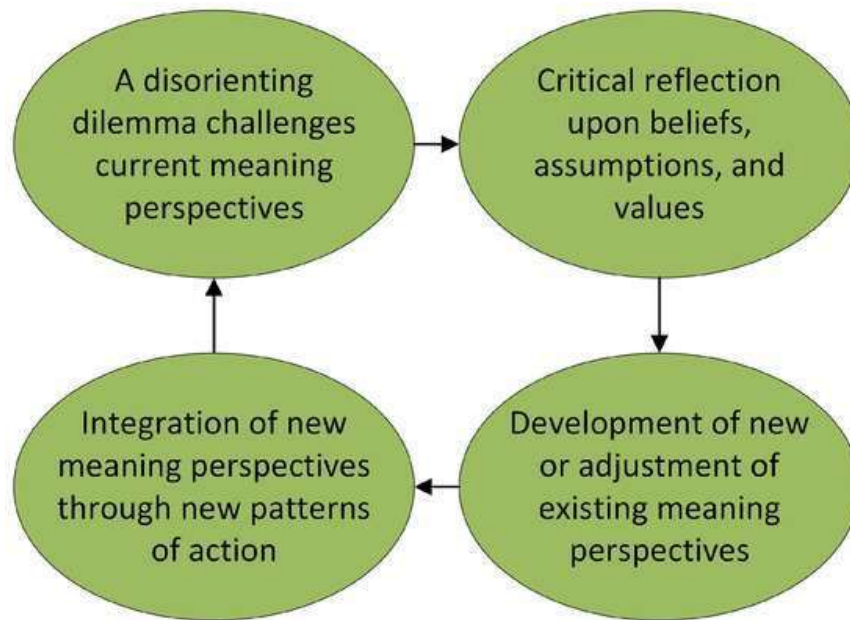 A disorienting
dilemma challenges
current meaning
perspectives
Critical reflection
upon beliefs,
assumptions, and
values
Development of new
or adjustment of
existing meaning
perspectives
Integration of new
meaning perspectives
through new patterns
of action